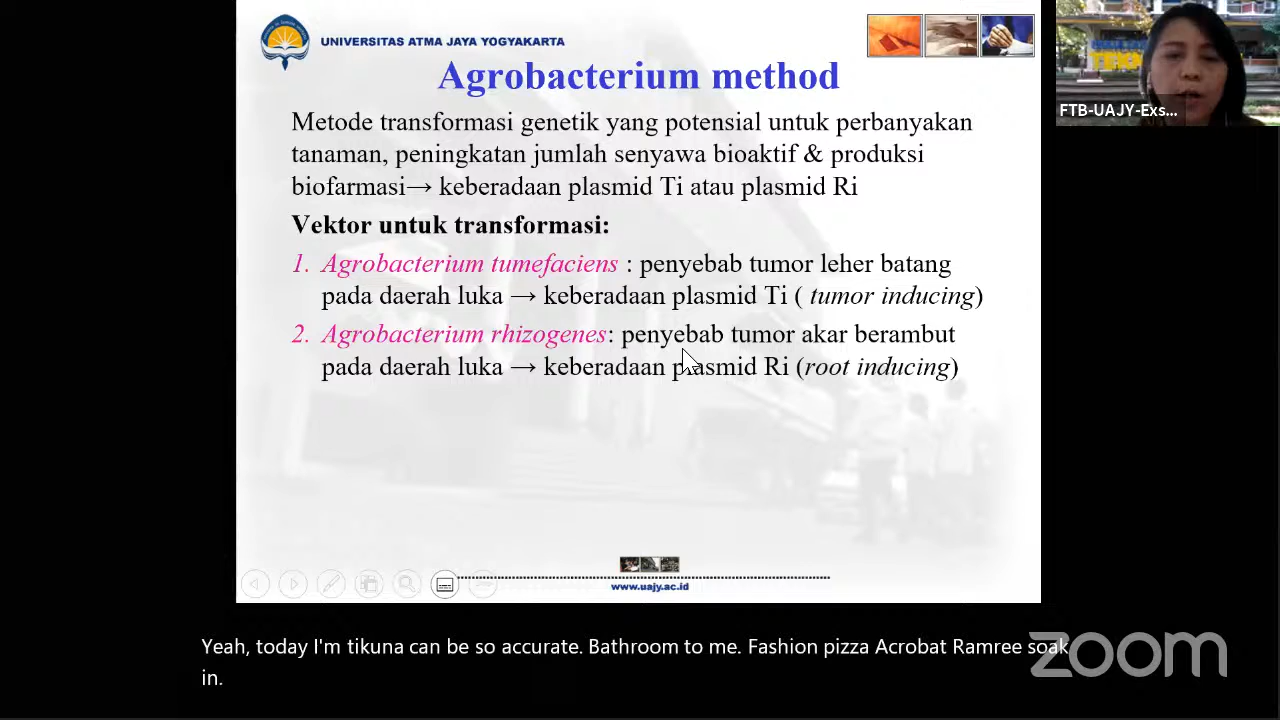 UNIVERSITAS ATMA JAYA YOGYAKARTA
Agrobacterium method
Metode transformasi genetik yang potensial untuk perbanyakan
tanaman, peningkatan jumlah senyawa bioaktif & produksi
biofarmasi→ keberadaan plasmid Ti atau plasmid Ri
Vektor untuk transformasi:
1. Agrobacterium tumefaciens : penyebab tumor leher batang
pada daerah luka → keberadaan plasmid Ti ( tumor inducing)
2. Agrobacterium rhizogenes: penyebab tumor akar berambut
pada daerah luka → keberadaan plasmid Ri (root inducing)
www.uajy.ac.id
FTB-UAJY-Exs...
Yeah, today I'm tikuna can be so accurate. Bathroom to me. Fashion pizza Acrobat Ramree soak
in.
zoom